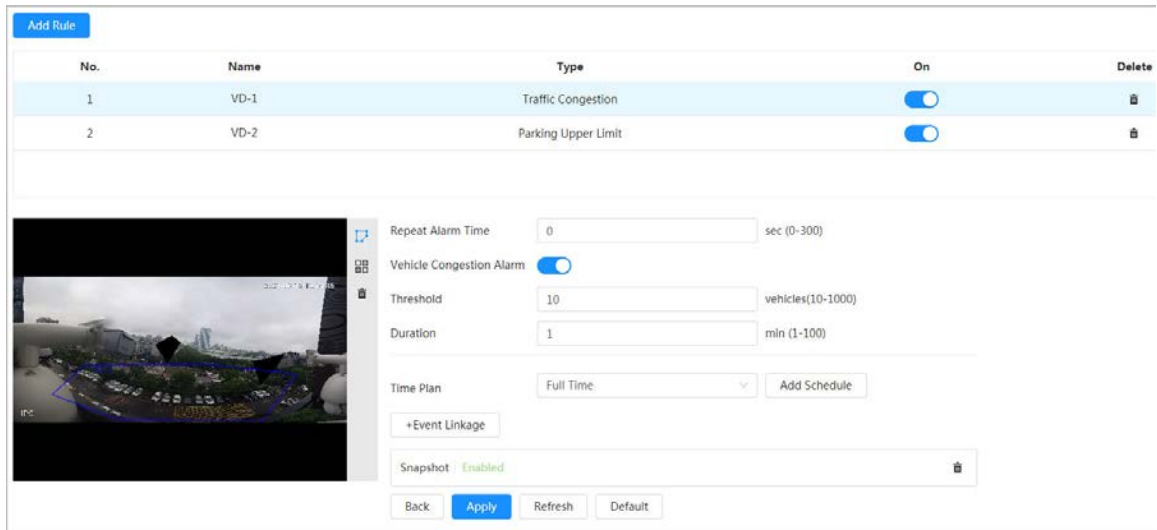 Add Rule
No. Name Type On Delete
1 VD-1 Traffic Congestion
2 VD-2 Parking Upper Limit
Repeat Alarm Time 0 sec (0-300)
Vehicle Congestion Alarm
Threshold 10 vehicles(10-1000)
Duration 1 min (1-100)
Time Plan Full Time Add Schedule
+Event Linkage
IPC
Snapshot Enabled
Back Apply Refresh Default